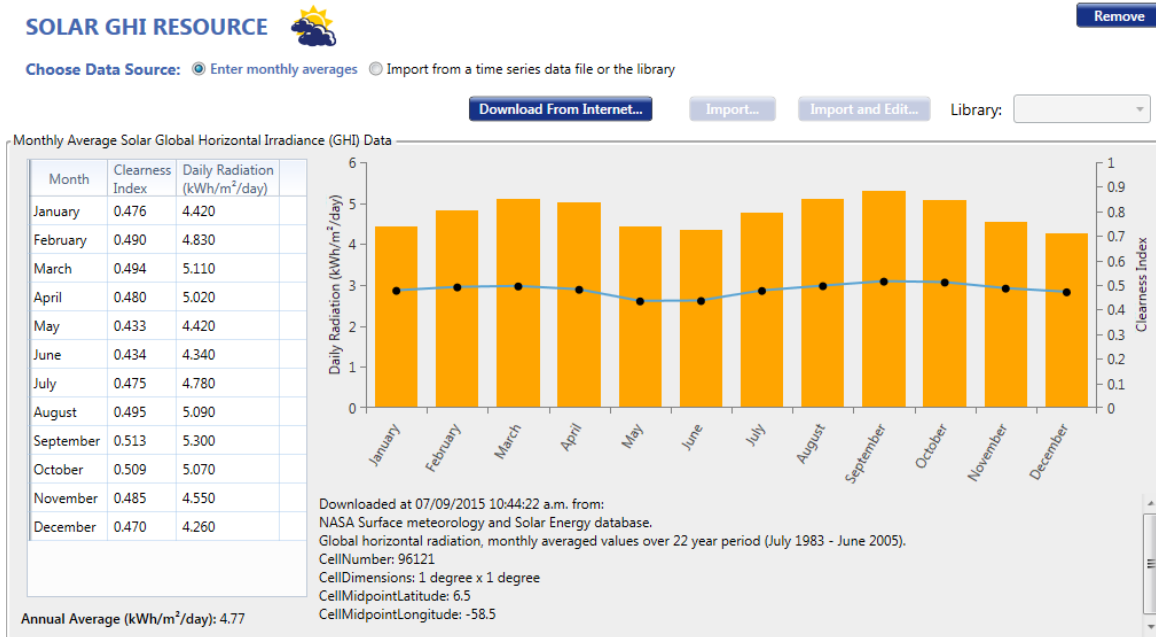 SOLAR GHI RESOURCE
Remove
Choose Data Source: Enter monthly averages Import from a time series data file or the library
Download From Internet... Import... Import and Edit... Library:
Monthly Average Solar Global Horizontal Irradiance (GHI) Data
Month Clearness Index Daily Radiation (kWh/m²/day)
January 0.476 4.420
February 0.490 4.830
March 0.494 5.110
April 0.480 5.020
May 0.433 4.420
June 0.434 4.340
July 0.475 4.780
August 0.495 5.090
September 0.513 5.300
October 0.509 5.070
November 0.485 4.550
December 0.470 4.260
Annual Average (kWh/m²/day): 4.77
Daily Radiation (kWh/m²/day)
6
5
4
3
2
1
0
1
0.9
0.8
0.7
0.6
0.5
0.4
0.3
0.2
0.1
0
Clearness Index
January February March April May June July August September October November December
Downloaded at 07/09/2015 10:44:22 a.m. from:
NASA Surface meteorology and Solar Energy database.
Global horizontal radiation, monthly averaged values over 22 year period (July 1983 - June 2005).
CellNumber: 96121
CellDimensions: 1 degree x 1 degree
CellMidpointLatitude: 6.5
CellMidpointLongitude: -58.5